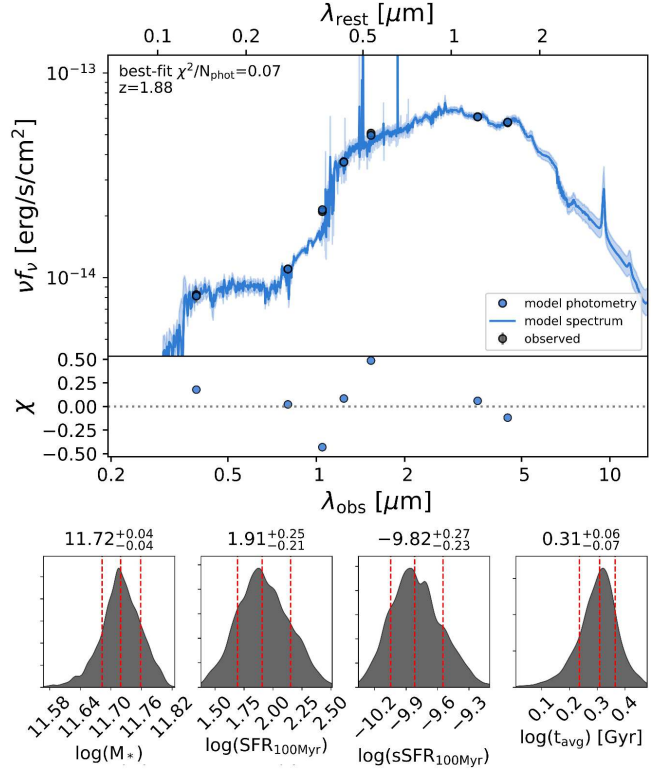 λrest [μm]
0.1 0.2 0.5 1 2
10⁻¹³
best-fit χ²/Nphot=0.07
z=1.88
νfν [erg/s/cm²]
10⁻¹⁴
model photometry
model spectrum
observed
0.50
0.25
0.00
−0.25
−0.50
χ
0.2 0.5 1 2 5 10
λobs [μm]
11.72+0.04−0.04 1.91+0.25−0.21 −9.82+0.27−0.23 0.31+0.06−0.07
11.58 11.64 11.70 11.76 11.82 1.50 1.75 2.00 2.25 2.50 −10.2 −9.9 −9.6 −9.3 0.1 0.2 0.3 0.4
log(M*) log(SFR100Myr) log(sSFR100Myr) log(tavg) [Gyr]